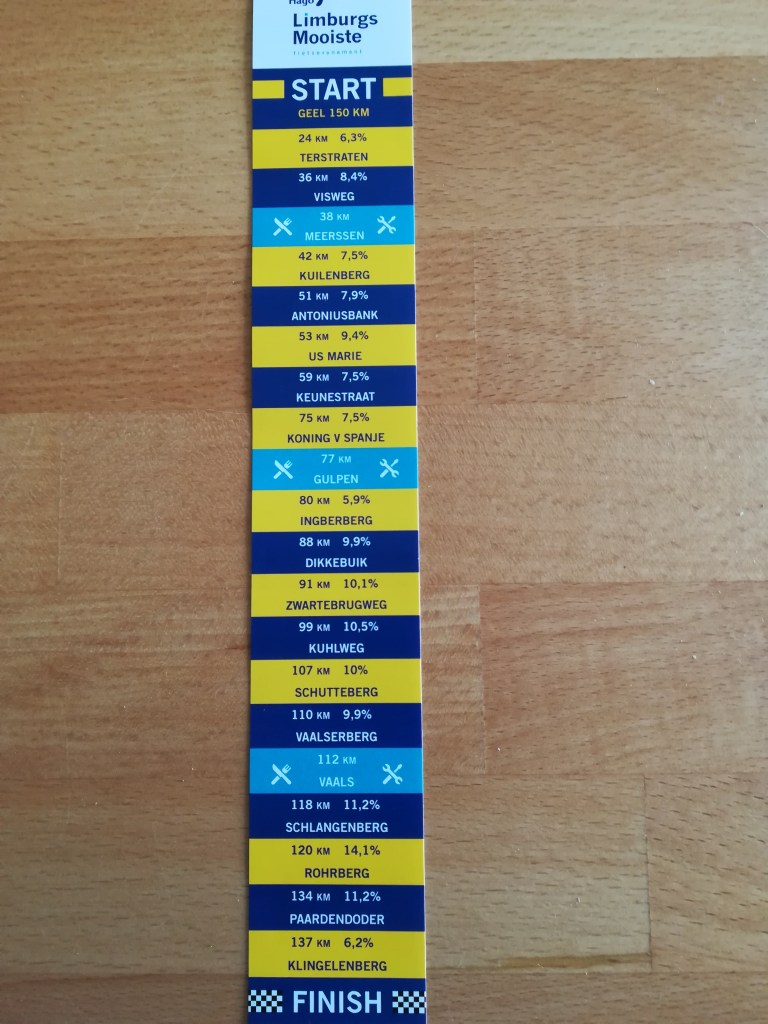 Hago
Limburgs
Mooiste
fietsevenement
START
GEEL 150 KM
24 KM 6,3%
TERSTRATEN
36 KM 8,4%
VISWEG
38 KM
MEERSSEN
42 KM 7,5%
KUILENBERG
51 KM 7,9%
ANTONIUSBANK
53 KM 9,4%
US MARIE
59 KM 7,5%
KEUNESTRAAT
75 KM 7,5%
KONING V SPANJE
77 KM
GULPEN
80 KM 5,9%
INGBERBERG
88 KM 9,9%
DIKKEBUIK
91 KM 10,1%
ZWARTEBRUGWEG
99 KM 10,5%
KUHLWEG
107 KM 10%
SCHUTTEBERG
110 KM 9,9%
VAALSERBERG
112 KM
VAALS
118 KM 11,2%
SCHLANGENBERG
120 KM 14,1%
ROHRBERG
134 KM 11,2%
PAARDENDODER
137 KM 6,2%
KLINGELENBERG
FINISH